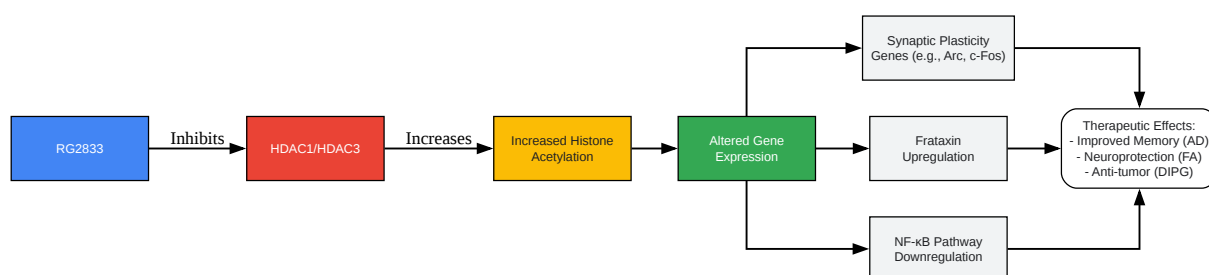 RG2833
Inhibits
HDAC1/HDAC3
Increases
Increased Histone
Acetylation
Altered Gene
Expression
Synaptic Plasticity
Genes (e.g., Arc, c-Fos)
Frataxin
Upregulation
NF-κB Pathway
Downregulation
Therapeutic Effects:
- Improved Memory (AD)
- Neuroprotection (FA)
- Anti-tumor (DIPG)